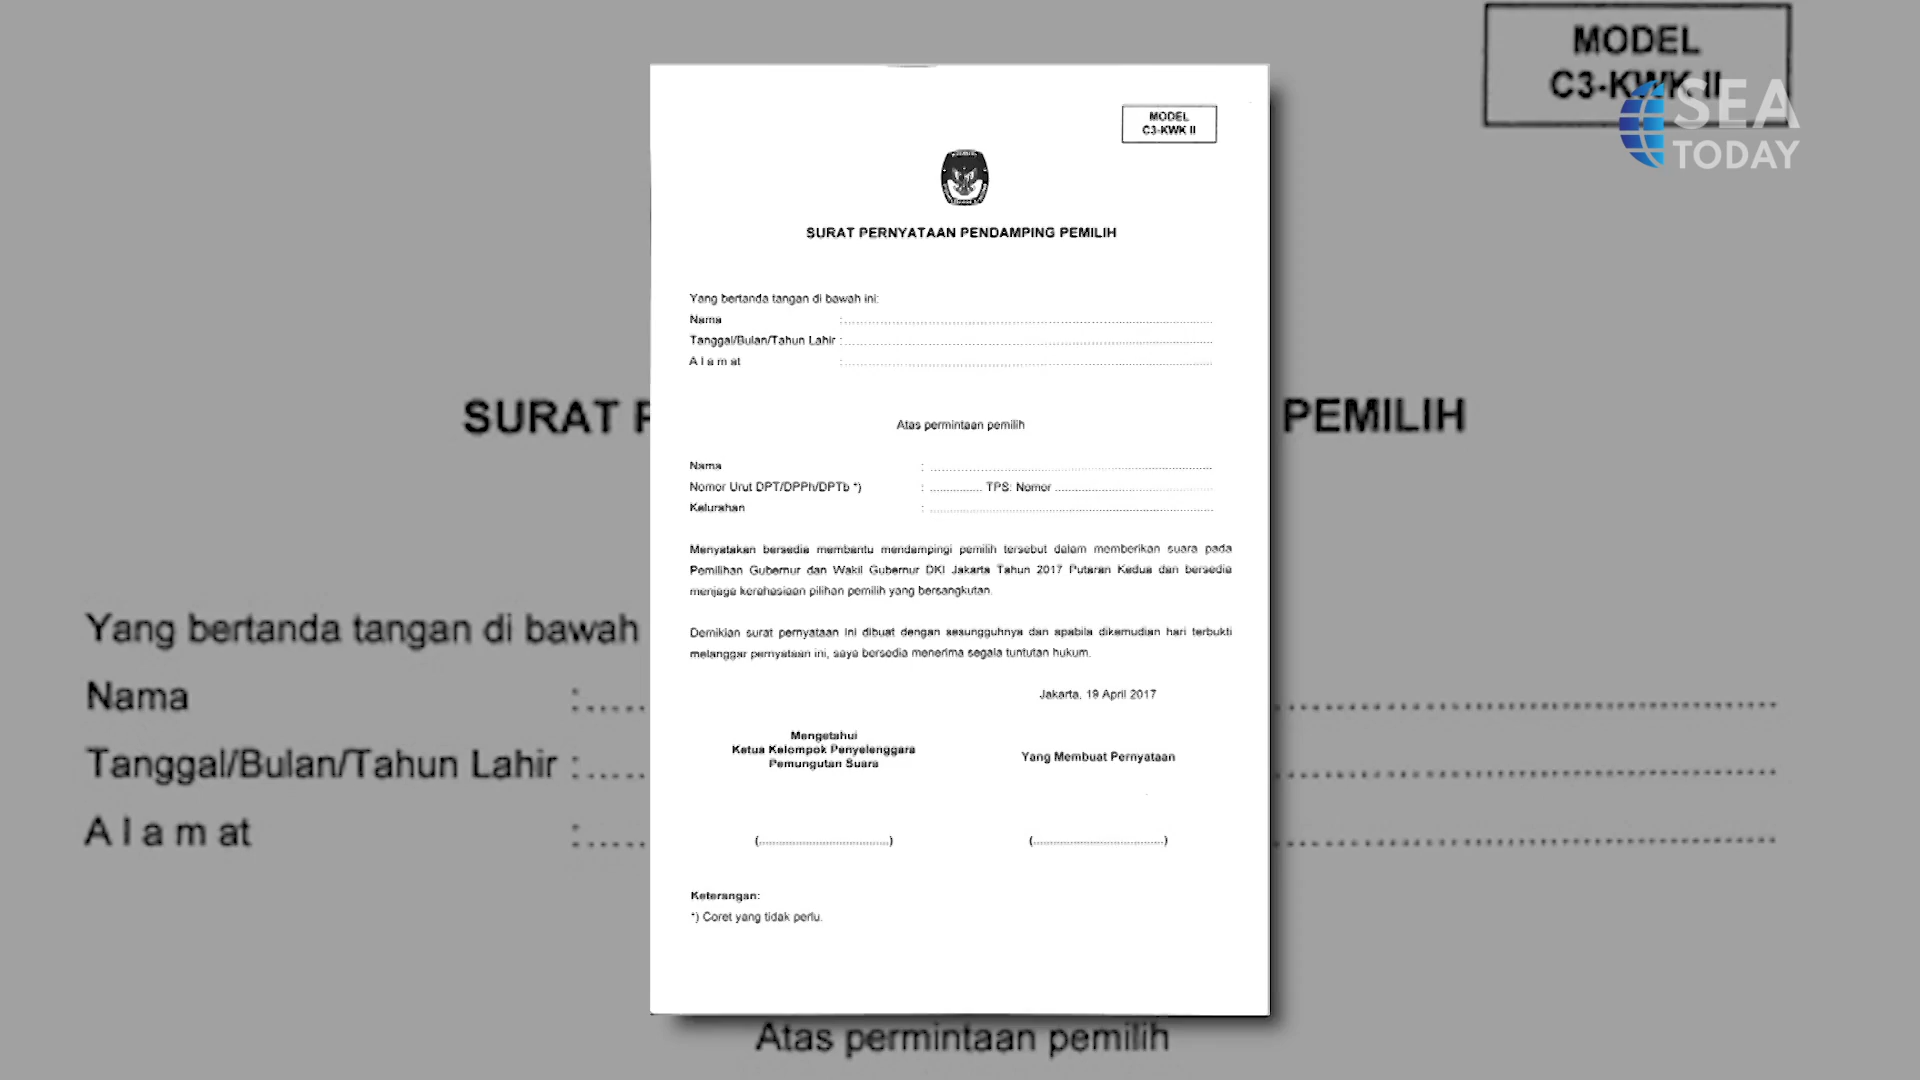 MODEL
C3-KWK II
SEA
TODAY
MODEL
C3-KWK II
SURAT PERNYATAAN PENDAMPING PEMILIH
Yang bertanda tangan di bawah ini:
Nama :
Tanggal/Bulan/Tahun Lahir :
A l a m a t :
Atas permintaan pemilih
Nama :
Nomor Urut DPT/DPPh/DPTb *) : ............... TPS: Nomor ...............
Kelurahan :
Menyatakan bersedia membantu mendampingi pemilih tersebut dalam memberikan suara pada
Pemilihan Gubernur dan Wakil Gubernur DKI Jakarta Tahun 2017 Putaran Kedua dan bersedia
menjaga kerahasiaan pilihan pemilih yang bersangkutan.
Demikian surat pernyataan ini dibuat dengan sesungguhnya dan apabila dikemudian hari terbukti
melanggar pernyataan ini, saya bersedia menerima segala tuntutan hukum.
Jakarta, 19 April 2017
Mengetahui
Ketua Kelompok Penyelenggara
Pemungutan Suara
Yang Membuat Pernyataan
(...............)
(...............)
Keterangan:
*) Coret yang tidak perlu.
SURAT P
PEMILIH
Yang bertanda tangan di bawah
Nama :.....
Tanggal/Bulan/Tahun Lahir :.....
A l a m a t :.....
Atas permintaan pemilih